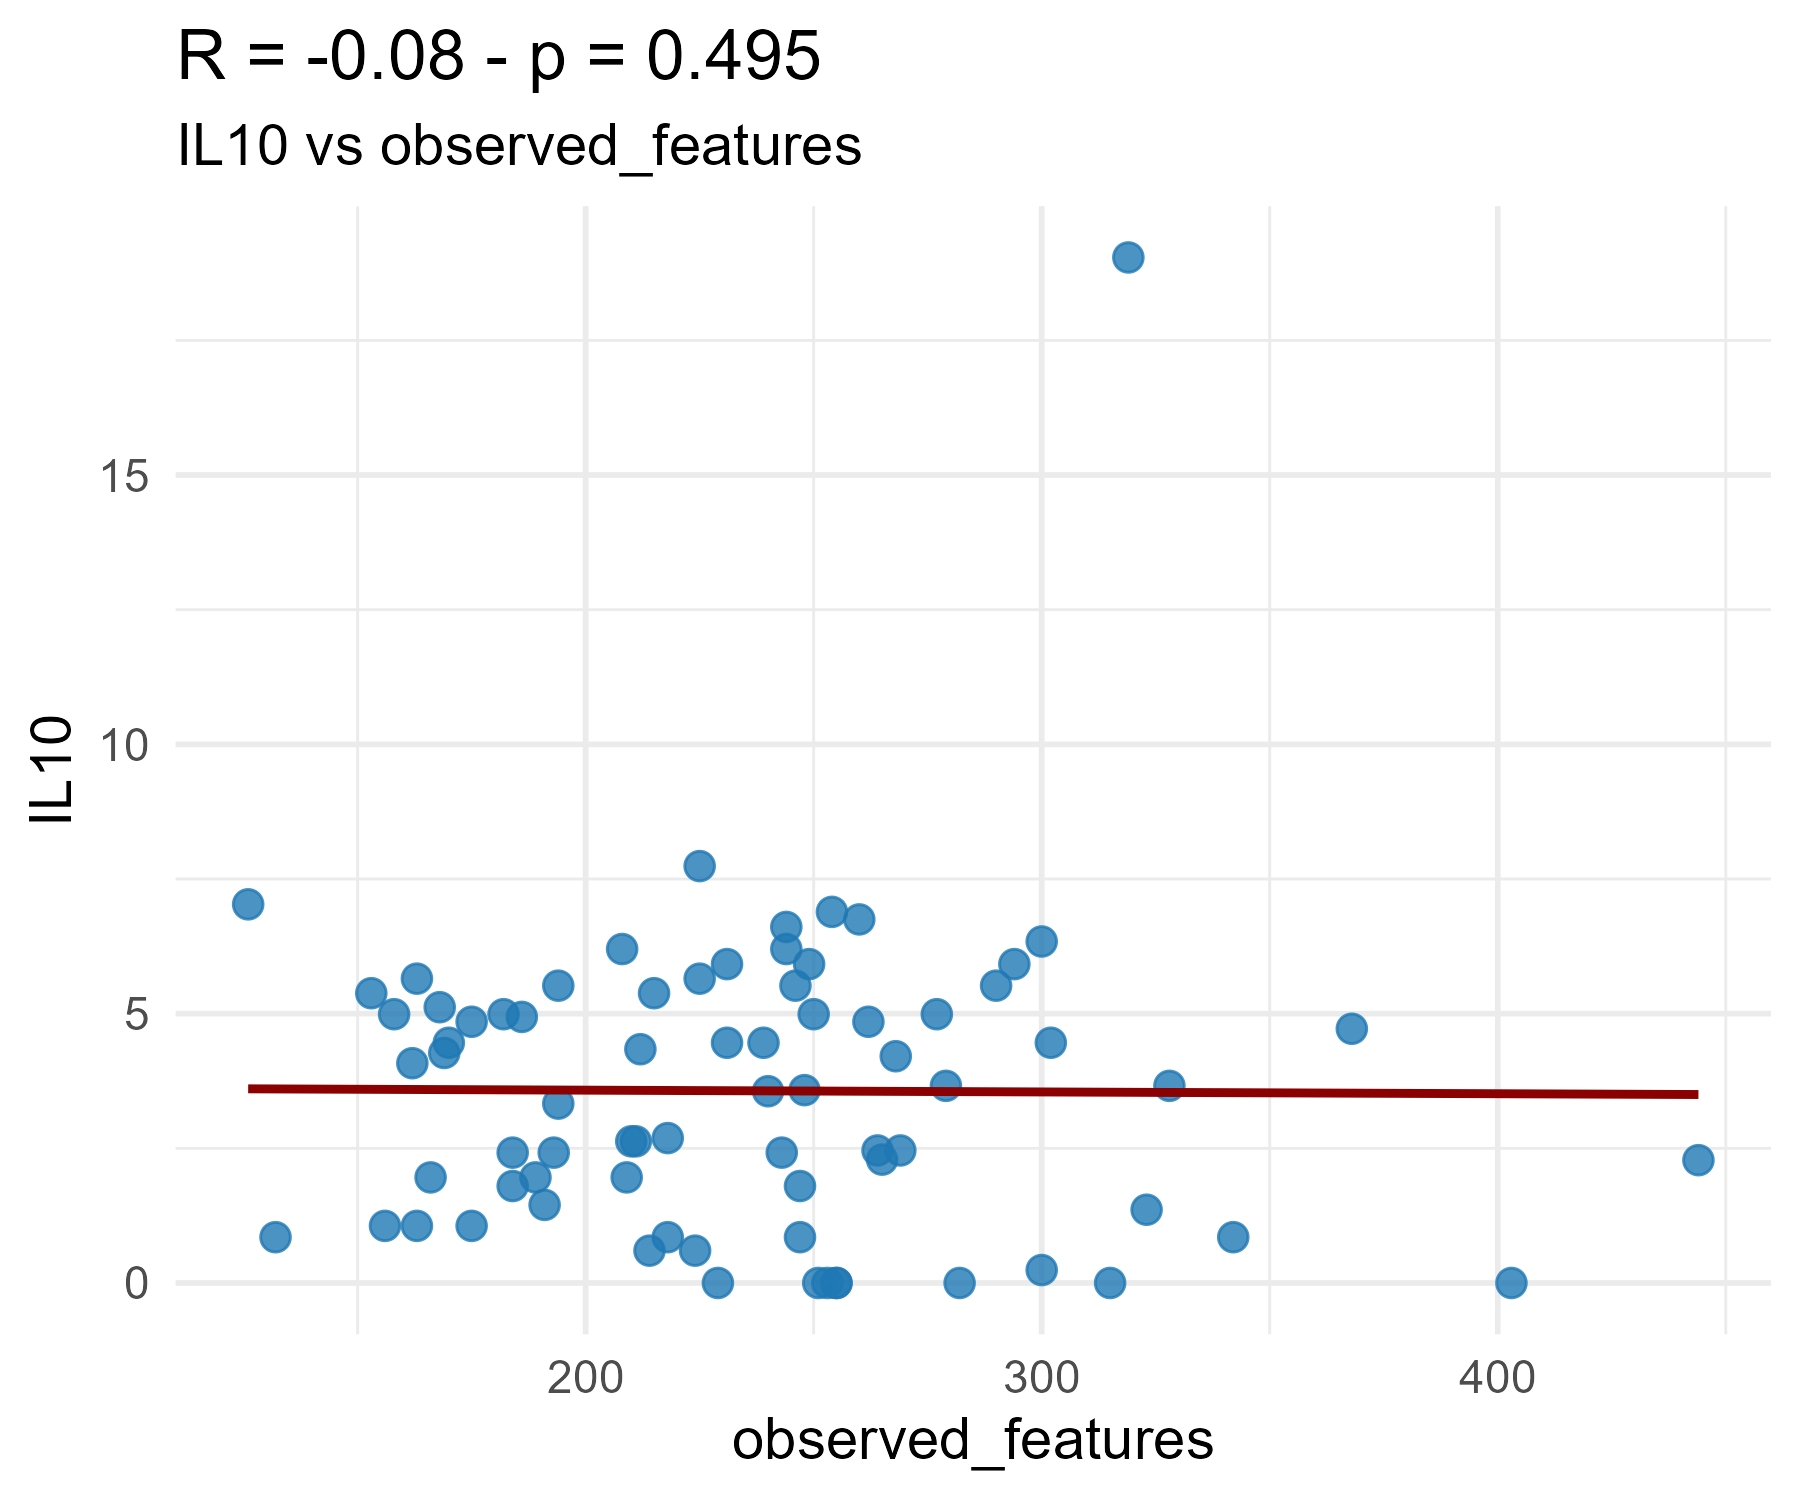 R = -0.08 - p = 0.495
IL10 vs observed_features
IL10
15
10
5
0
200
300
400
observed_features